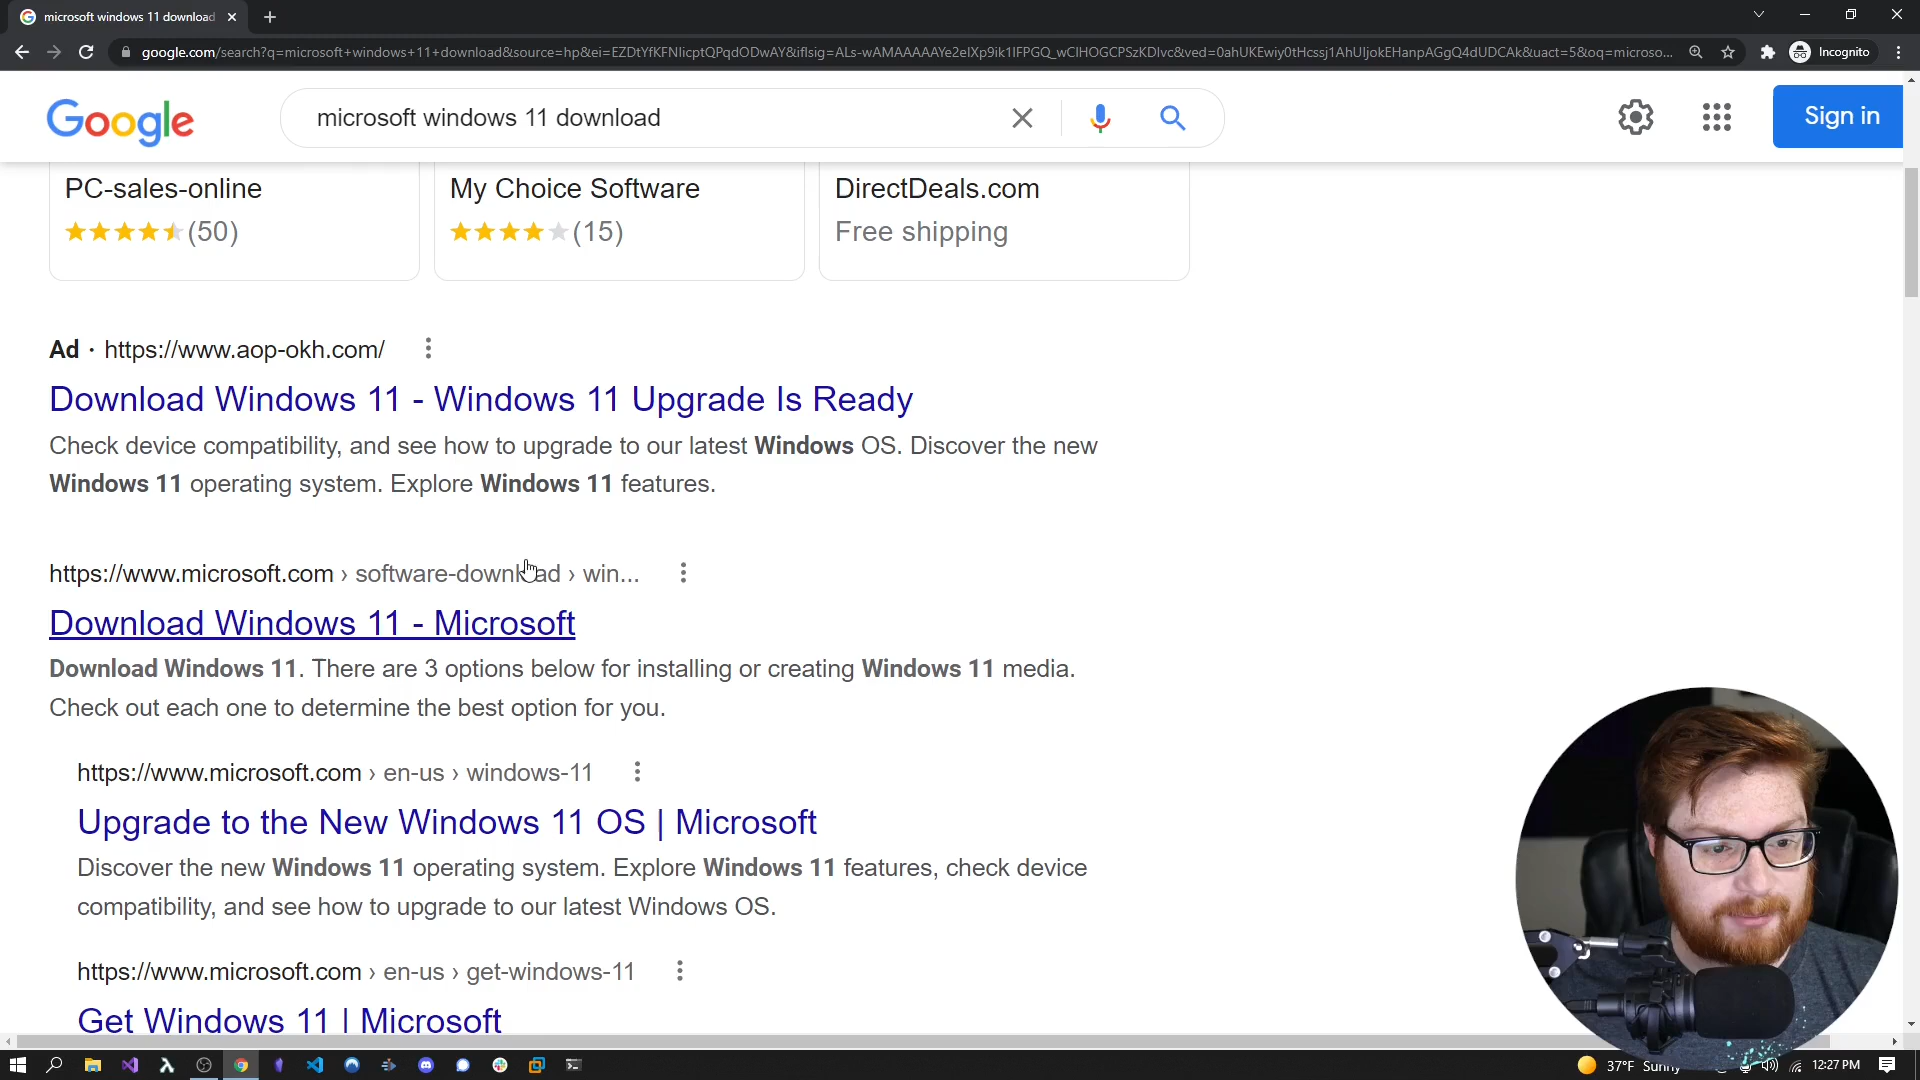 microsoft windows 11 download
google.com/search?q=microsoft+windows+11+download&source=hp&ei=EZDtYfKFNIicptQPqdODwAY&iflsig=ALs-wAMAAAAAYe2eIXp9ik1IFPGQ_wCIHOGCPSzKDIvc&ved=0ahUKEwiy0tHcssj1AhUIjokEHanpAGgQ4dUDCAk&uact=5&oq=microso...
Incognito
Google
microsoft windows 11 download
Sign in
PC-sales-online
My Choice Software
DirectDeals.com
(50)
(15)
Free shipping
Ad · https://www.aop-okh.com/
Download Windows 11 - Windows 11 Upgrade Is Ready
Check device compatibility, and see how to upgrade to our latest Windows OS. Discover the new
Windows 11 operating system. Explore Windows 11 features.
https://www.microsoft.com › software-download › win...
Download Windows 11 - Microsoft
Download Windows 11. There are 3 options below for installing or creating Windows 11 media.
Check out each one to determine the best option for you.
https://www.microsoft.com › en-us › windows-11
Upgrade to the New Windows 11 OS | Microsoft
Discover the new Windows 11 operating system. Explore Windows 11 features, check device
compatibility, and see how to upgrade to our latest Windows OS.
https://www.microsoft.com › en-us › get-windows-11
Get Windows 11 | Microsoft
37°F Sunny
12:27 PM